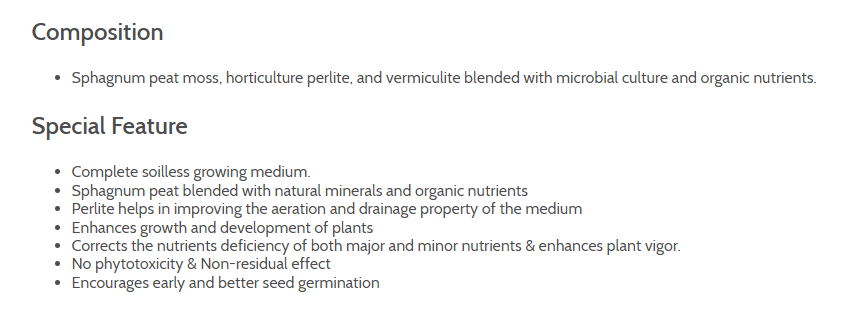 Composition
• Sphagnum peat moss, horticulture perlite, and vermiculite blended with microbial culture and organic nutrients.
Special Feature
• Complete soilless growing medium.
• Sphagnum peat blended with natural minerals and organic nutrients
• Perlite helps in improving the aeration and drainage property of the medium
• Enhances growth and development of plants
• Corrects the nutrients deficiency of both major and minor nutrients & enhances plant vigor.
• No phytotoxicity & Non-residual effect
• Encourages early and better seed germination